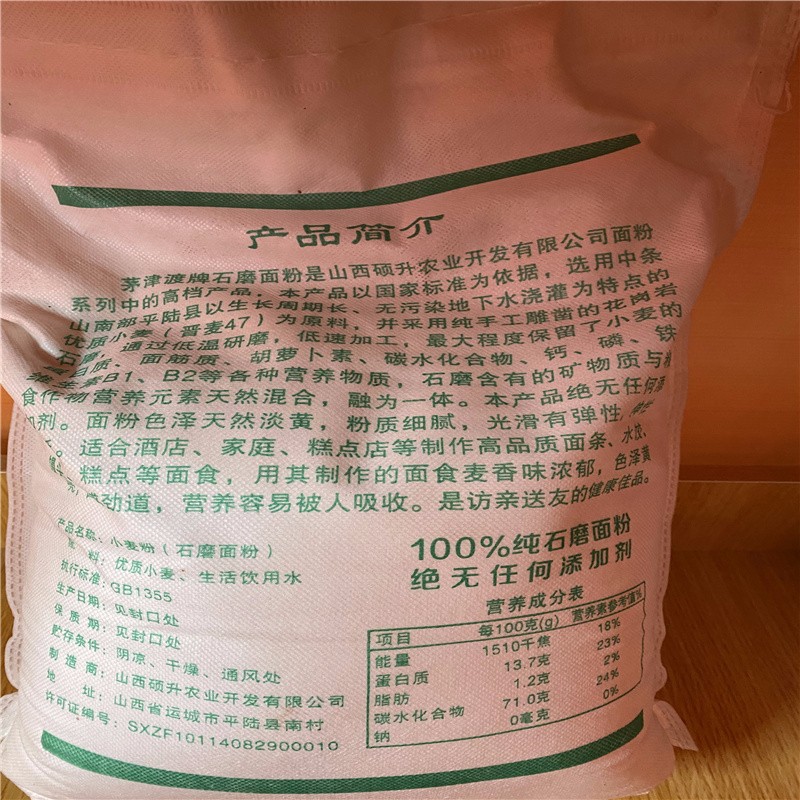 产品简介
茅津渡牌石磨面粉是山西硕升农业开发有限公司面粉
系列中的高档产品，本产品以国家标准为依据，选用中条
山南部平陆县以生长周期长、无污染地下水浇灌为特点的
优质小麦（晋麦47）为原料，并采用纯手工雕凿的花岗岩
石磨，通过低温研磨，低速加工，最大程度保留了小麦的
蛋白质、面筋质、胡萝卜素、碳水化合物、钙、磷、铁
维生素B1、B2等各种营养物质，石磨含有的矿物质与
食作物营养元素天然混合，融为一体。本产品绝无任何添
加剂。面粉色泽天然淡黄，粉质细腻，光滑有弹性，
。适合酒店、家庭、糕点店等制作高品质面条、水饺、
糕点等面食，用其制作的面食麦香味浓郁，色泽黄
劲道，营养容易被人吸收。是访亲送友的健康佳品。
产品名称：小麦粉（石磨面粉）
料：优质小麦、生活饮用水
执行标准：GB1355
生产日期：见封口处
保质期：见封口处
贮存条件：阴凉、干燥、通风处
制造商：山西硕升农业开发有限公司
地址：山西省运城市平陆县南村
许可证编号：SXZF10114082900010
100%纯石磨面粉
绝无任何添加剂
营养成分表
项目 每100克(g) 营养素参考值%
能量 1510千焦 18%
蛋白质 13.7克 23%
脂肪 1.2克 2%
碳水化合物 71.0克 24%
钠 0毫克 0%